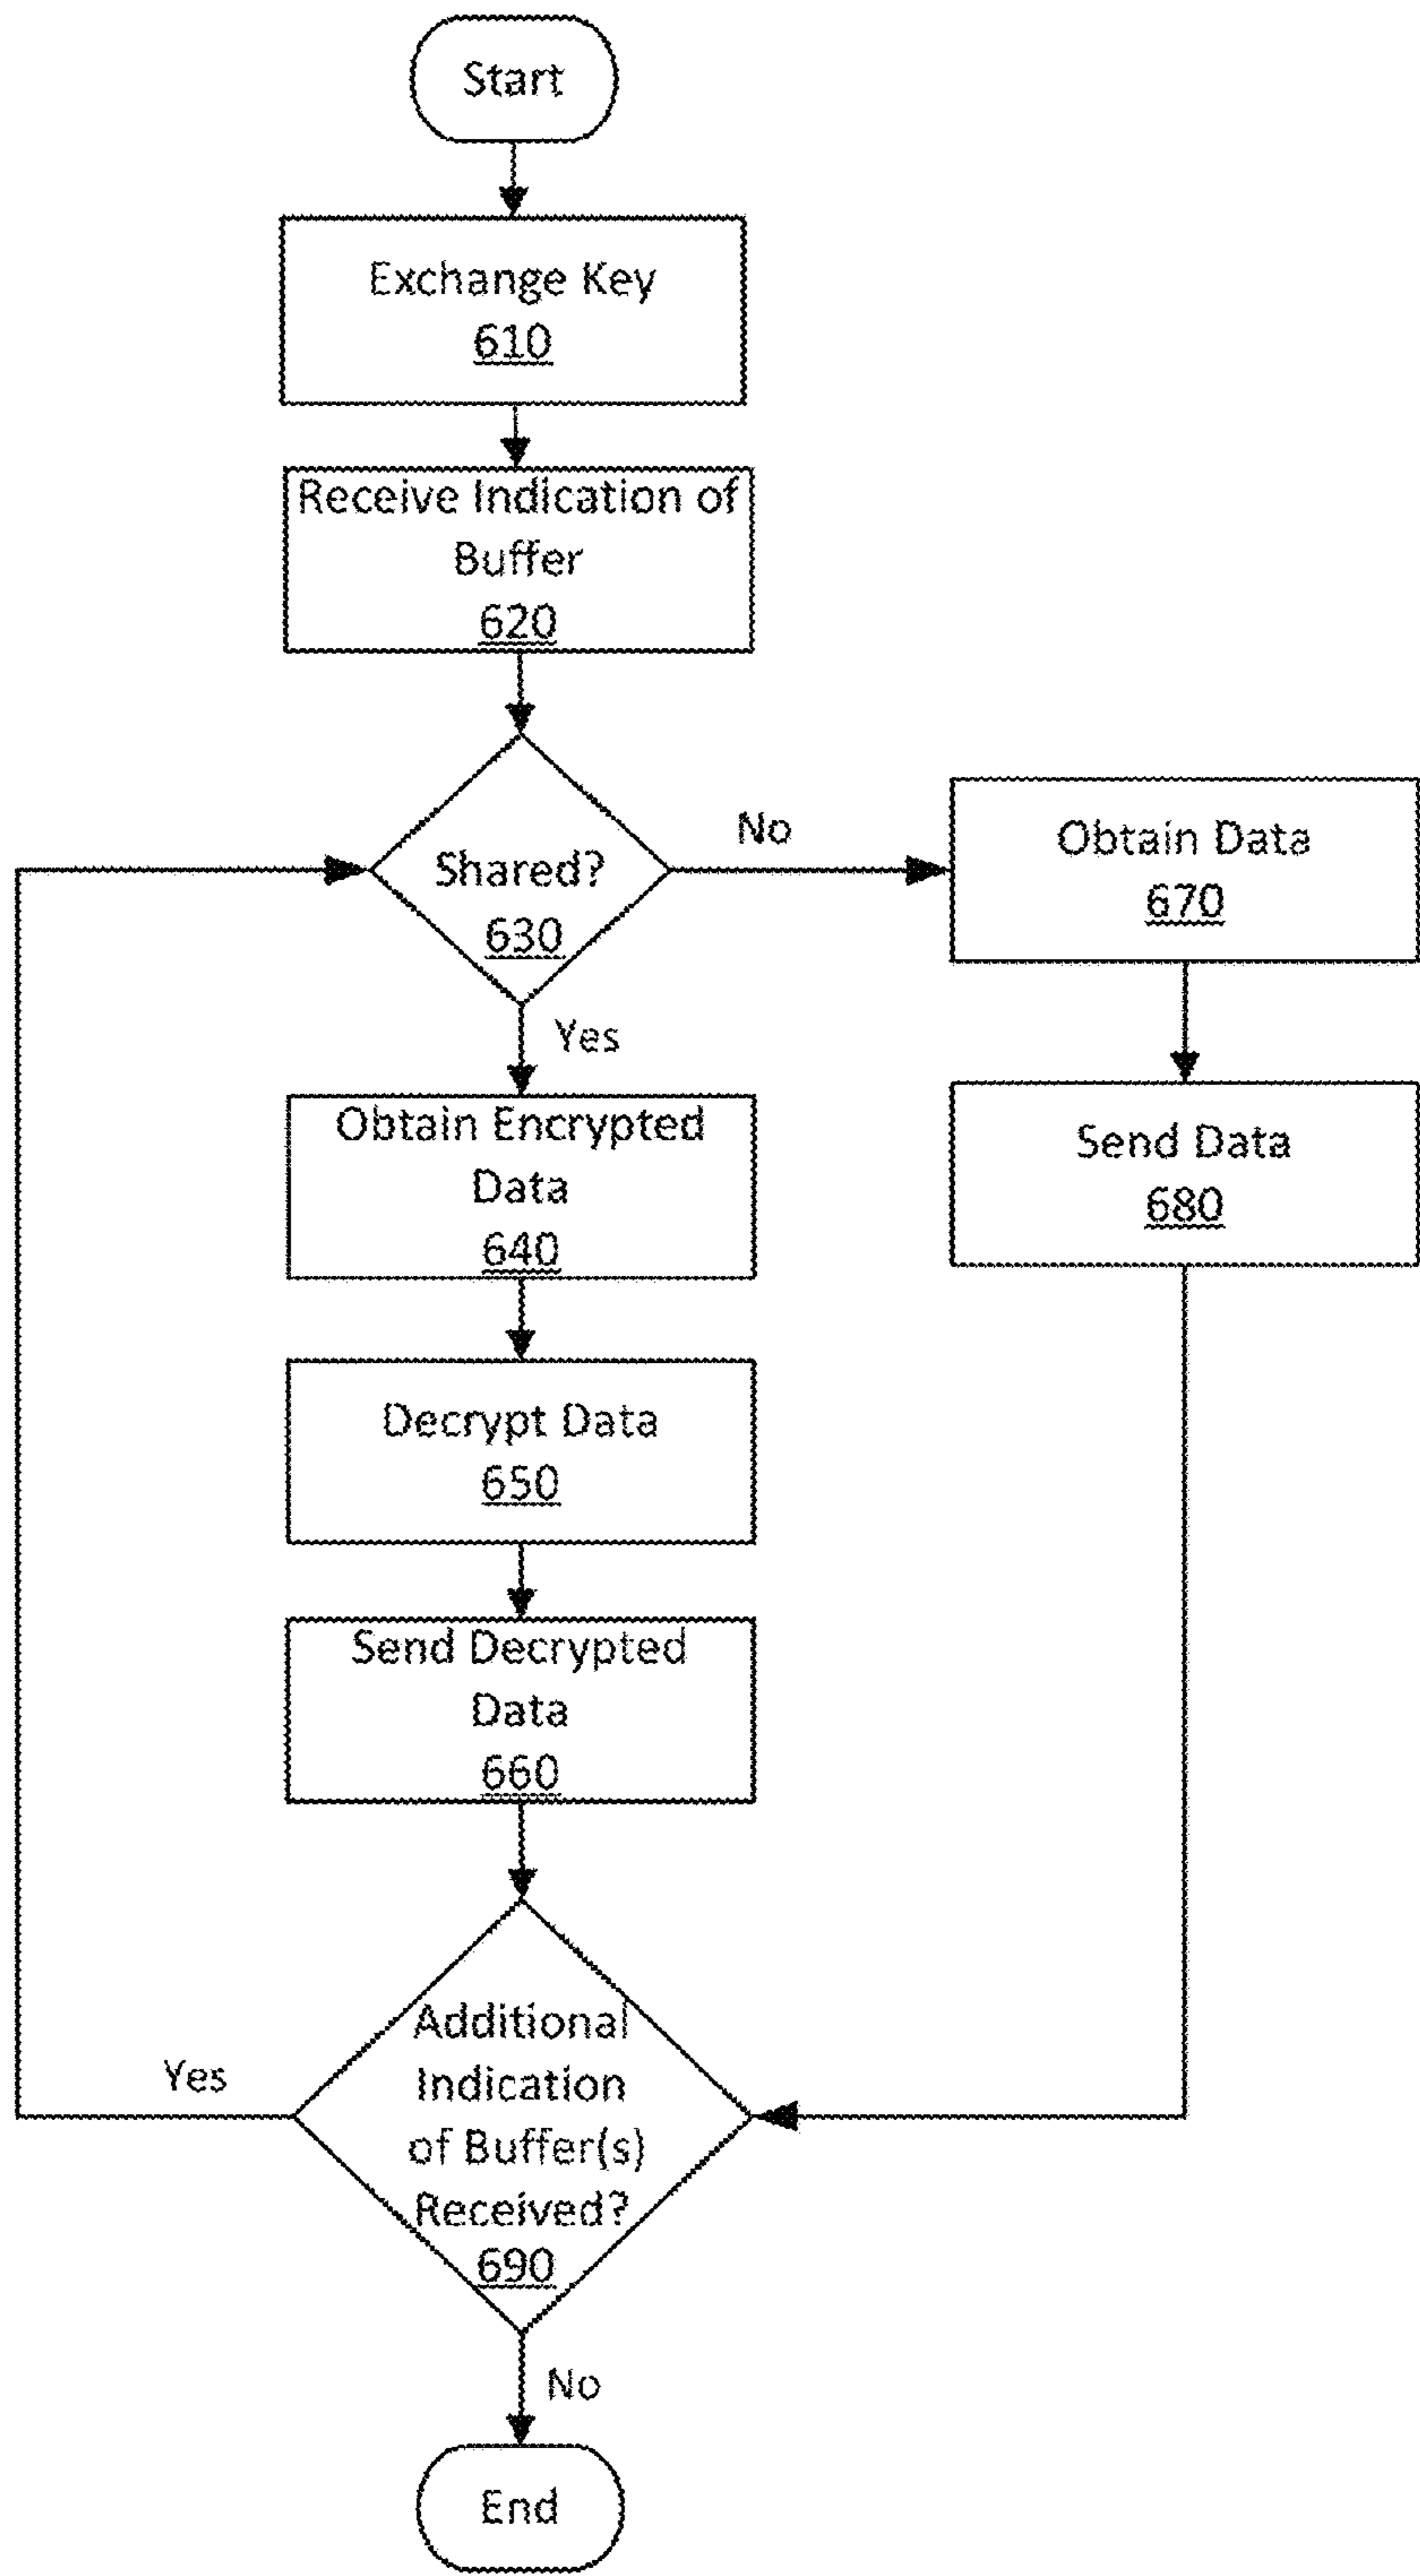 Start
Exchange Key
610
Receive Indication of
Buffer
620
Shared?
630
No
Yes
Obtain Data
670
Send Data
680
Obtain Encrypted
Data
640
Decrypt Data
650
Send Decrypted
Data
660
Additional
Indication
of Buffer(s)
Received?
690
Yes
No
End